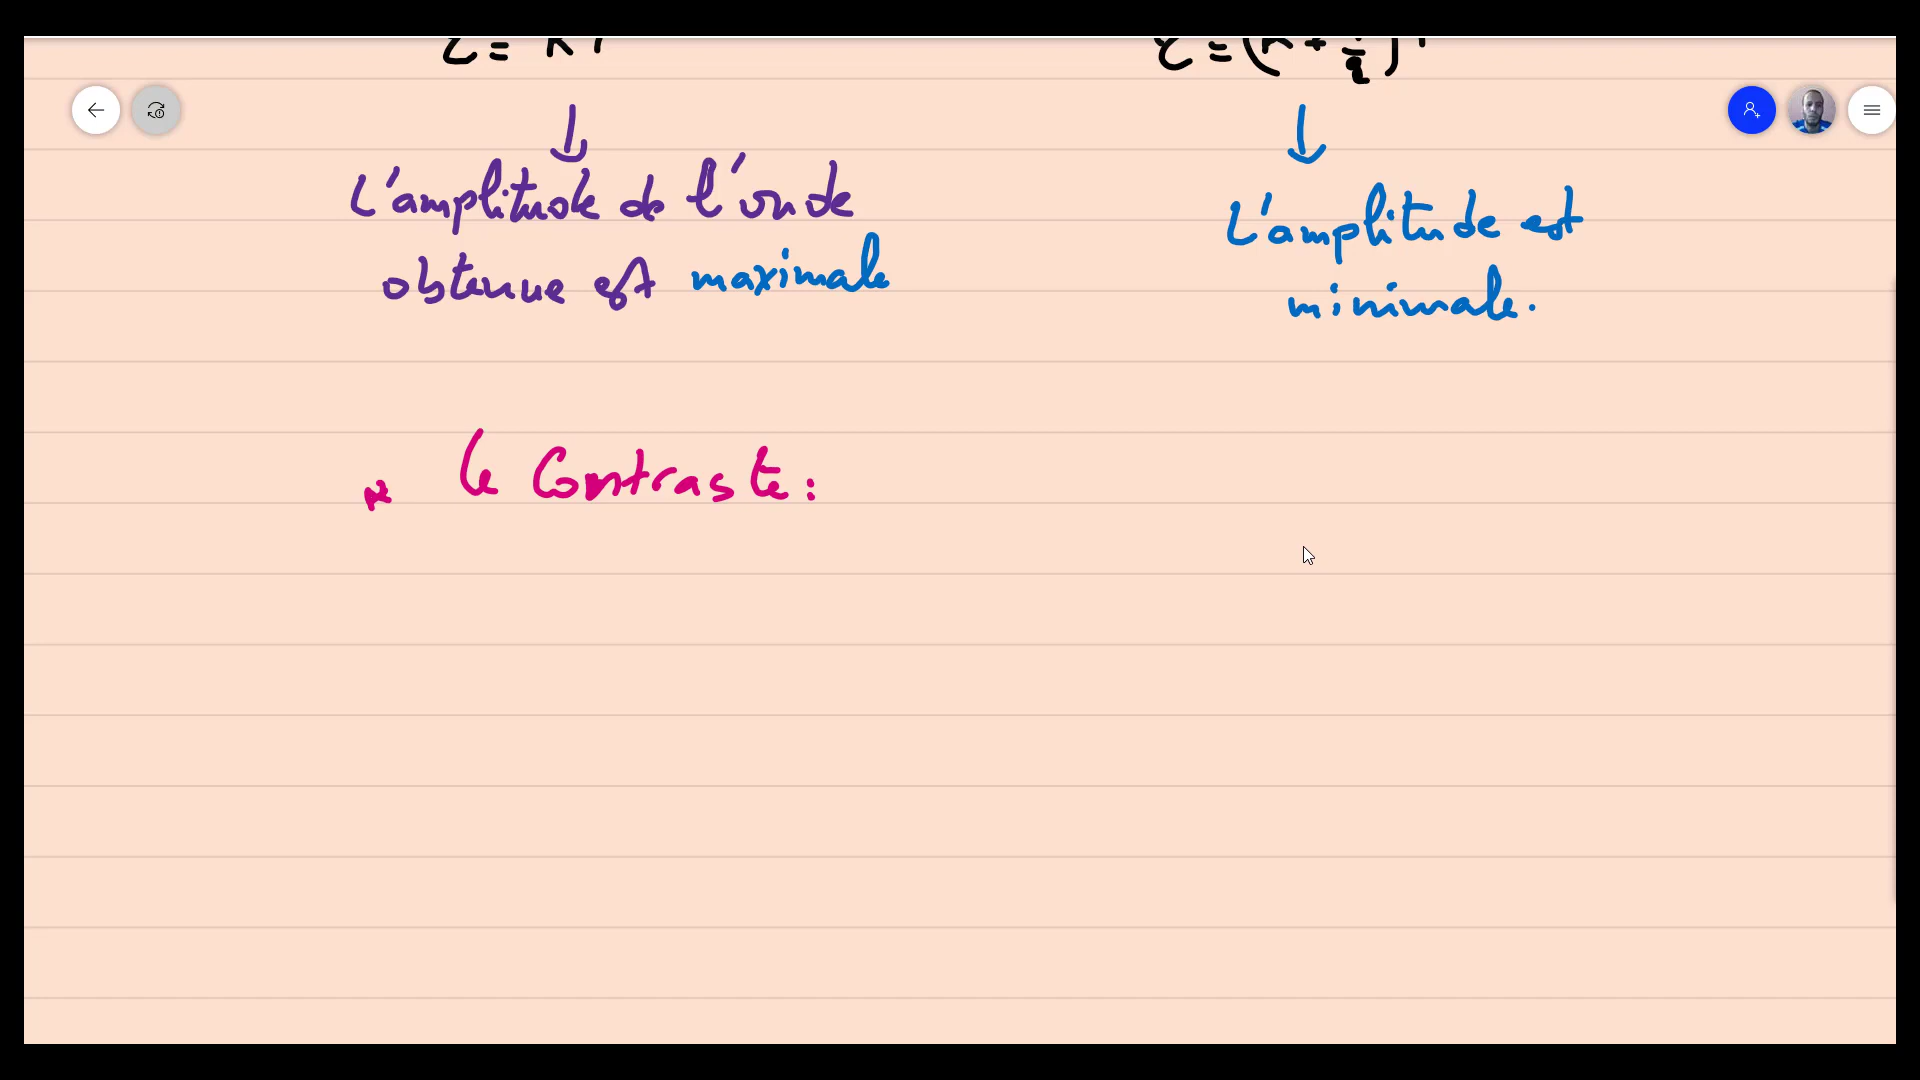 L'amplitude de l'onde
obtenue est maximale
L'amplitude est
minimale.
* Le Contraste :